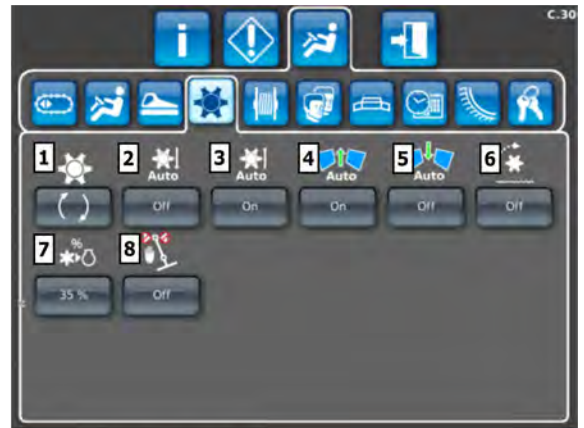 C.30
1 2 Auto 3 Auto 4 Auto 5 Auto 6
( ) Off On On Off Off
7 % 8
35 % Off